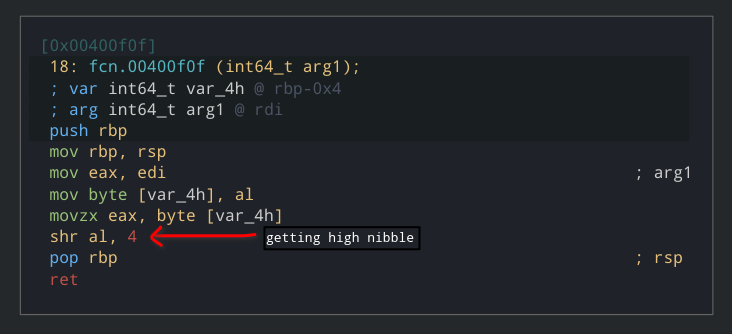 [0x00400f0f]
18: fcn.00400f0f (int64_t arg1);
; var int64_t var_4h @ rbp-0x4
; arg int64_t arg1 @ rdi
push rbp
mov rbp, rsp
mov eax, edi ; arg1
mov byte [var_4h], al
movzx eax, byte [var_4h]
shr al, 4 getting high nibble
pop rbp ; rsp
ret